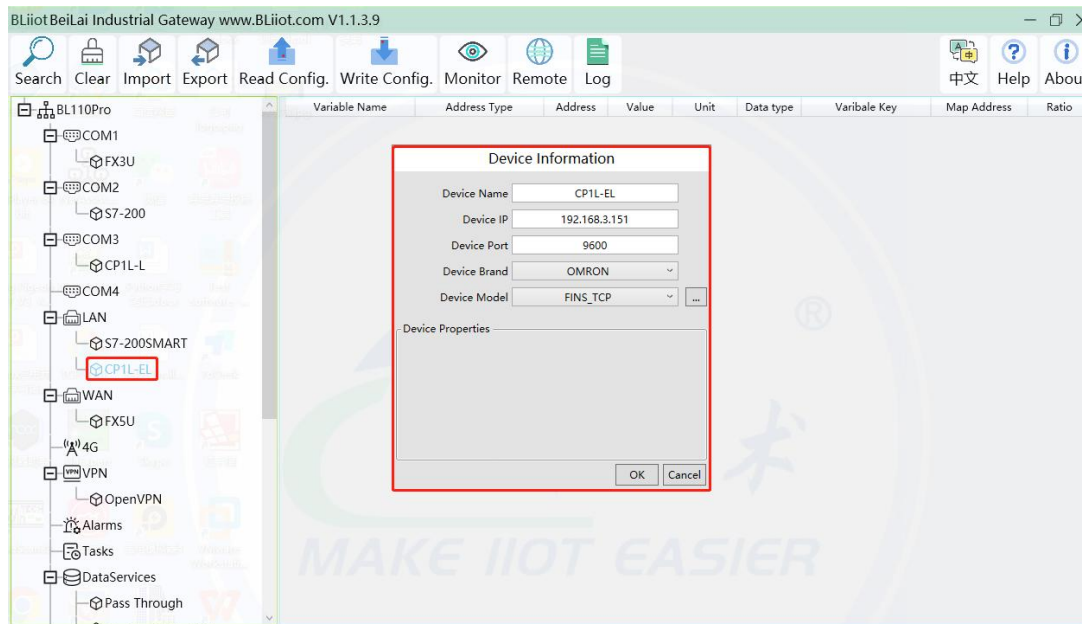 BLiiot BeiLai Industrial Gateway www.BLiiot.com V1.1.3.9
Search Clear Import Export Read Config. Write Config. Monitor Remote Log 中文 Help Abou
Variable Name Address Type Address Value Unit Data type Varibale Key Map Address Ratio
BL110Pro
COM1
FX3U
COM2
S7-200
COM3
CP1L-L
COM4
LAN
S7-200SMART
CP1L-EL
WAN
FX5U
4G
VPN
OpenVPN
Alarms
Tasks
DataServices
Pass Through
Device Information
Device Name CP1L-EL
Device IP 192.168.3.151
Device Port 9600
Device Brand OMRON
Device Model FINS_TCP ...
Device Properties
OK Cancel
®
术
MAKE IIOT EASIER